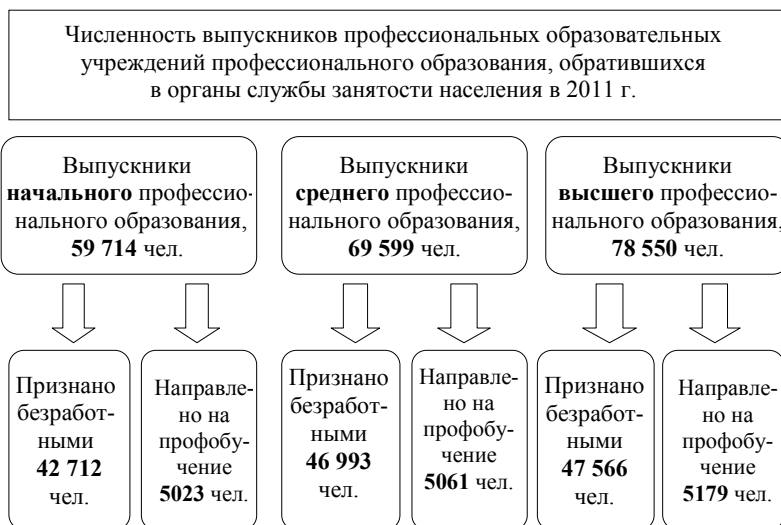 Численность выпускников профессиональных образовательных
учреждений профессионального образования, обратившихся
в органы службы занятости населения в 2011 г.
Выпускники
начального профессио-
нального образования,
59 714 чел.
Выпускники
среднего профессио-
нального образования,
69 599 чел.
Выпускники
высшего профессио-
нального образования,
78 550 чел.
Признано
безработ-
ными
42 712
чел.
Направле-
но на
профобу-
чение
5023 чел.
Признано
безработ-
ными
46 993
чел.
Направле-
но на
профобу-
чение
5061 чел.
Признано
безработ-
ными
47 566
чел.
Направле-
но на
профобу-
чение
5179 чел.